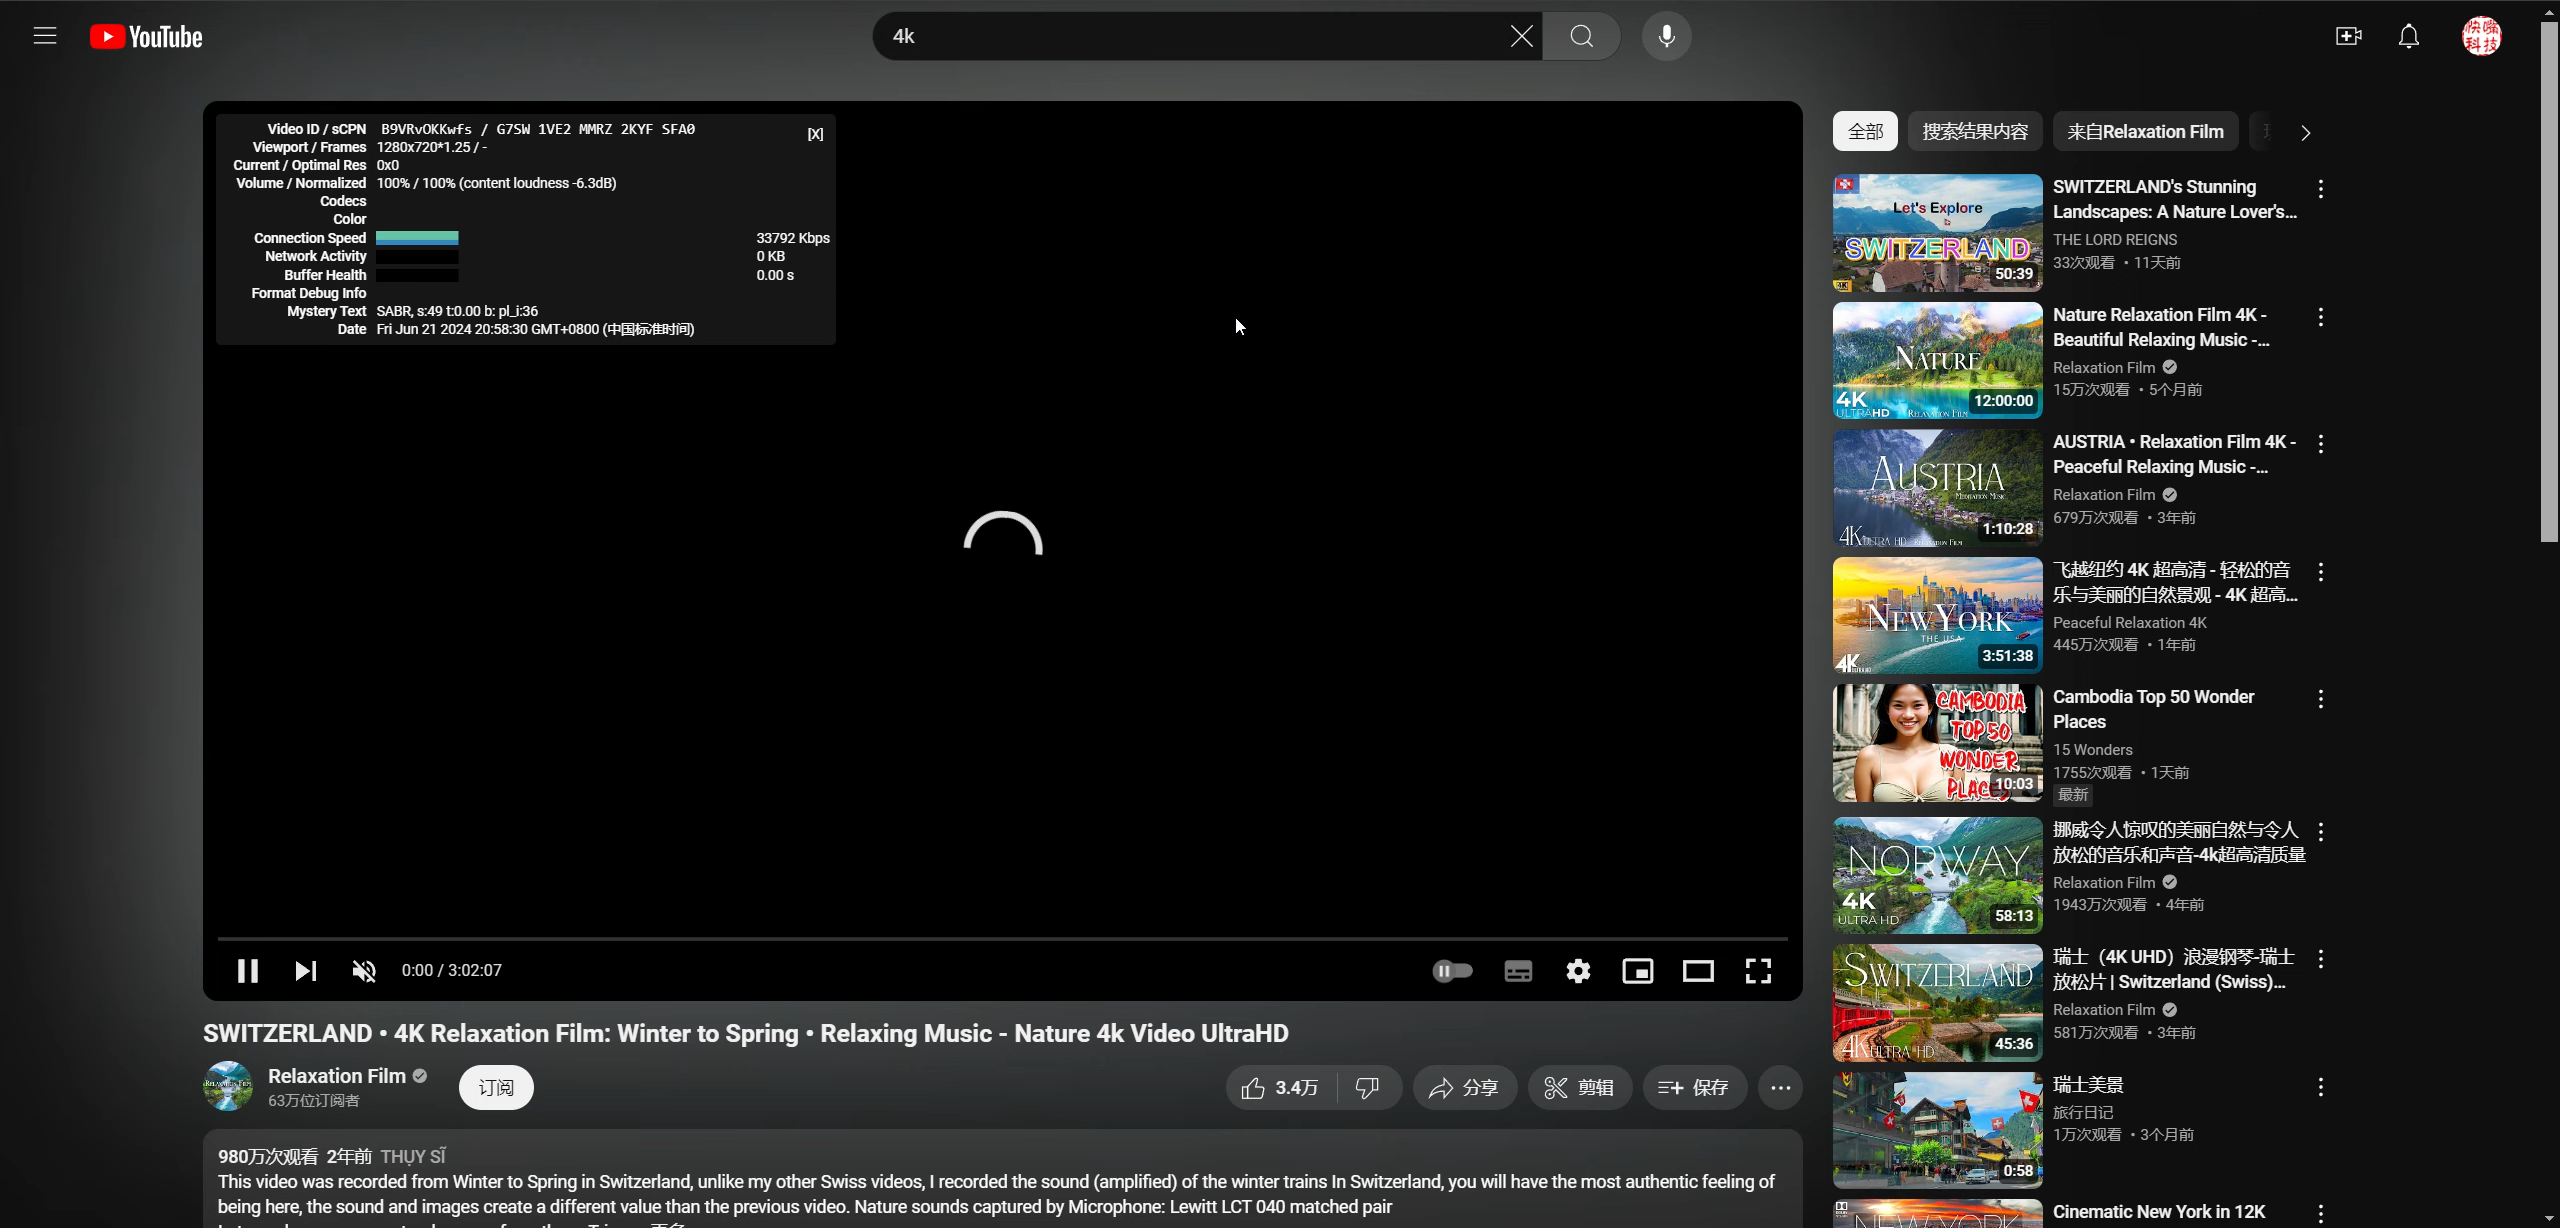 YouTube
4k
快嘴
科技
Video ID / sCPN B9VRvOKKwfs / G7SW 1VE2 MMRZ 2KYF SFA0
[X]
Viewport / Frames 1280x720*1.25 / -
Current / Optimal Res 0x0
Volume / Normalized 100% / 100% (content loudness -6.3dB)
Codecs
Color
Connection Speed 33792 Kbps
Network Activity 0 KB
Buffer Health 0.00 s
Format Debug Info
Mystery Text SABR, s:49 t:0.00 b: pl_i:36
Date Fri Jun 21 2024 20:58:30 GMT+0800 (中国标准时间)
0:00 / 3:02:07
SWITZERLAND • 4K Relaxation Film: Winter to Spring • Relaxing Music - Nature 4k Video UltraHD
Relaxation Film
63万位订阅者
订阅
3.4万
分享
剪辑
保存
980万次观看 2年前 THỤY SĨ
This video was recorded from Winter to Spring in Switzerland, unlike my other Swiss videos, I recorded the sound (amplified) of the winter trains In Switzerland, you will have the most authentic feeling of
being here, the sound and images create a different value than the previous video. Nature sounds captured by Microphone: Lewitt LCT 040 matched pair
全部
搜索结果内容
来自Relaxation Film
Let's Explore
SWITZERLAND
4K
50:39
SWITZERLAND's Stunning
Landscapes: A Nature Lover's...
THE LORD REIGNS
33次观看 • 11天前
NATURE
4K
ULTRAHD
RELAXATION FILM
12:00:00
Nature Relaxation Film 4K -
Beautiful Relaxing Music -...
Relaxation Film
15万次观看 • 5个月前
AUSTRIA
MEDITATION MUSIC
4K ULTRA HD
RELAXATION FILM
1:10:28
AUSTRIA • Relaxation Film 4K -
Peaceful Relaxing Music -...
Relaxation Film
679万次观看 • 3年前
NEW YORK
THE USA
4K
3:51:38
飞越纽约 4K 超高清 - 轻松的音
乐与美丽的自然景观 - 4K 超高...
Peaceful Relaxation 4K
445万次观看 • 1年前
CAMBODIA
TOP 50
WONDER
PLACES
10:03
Cambodia Top 50 Wonder
Places
15 Wonders
1755次观看 • 1天前
最新
NORWAY
4K
ULTRA HD
58:13
挪威令人惊叹的美丽自然与令人
放松的音乐和声音-4k超高清质量
Relaxation Film
1943万次观看 • 4年前
SWITZERLAND
4K ULTRA HD
45:36
瑞士（4K UHD）浪漫钢琴-瑞士
放松片 | Switzerland (Swiss)...
Relaxation Film
581万次观看 • 3年前
0:58
瑞士美景
旅行日记
1万次观看 • 3个月前
NEW YORK
Cinematic New York in 12K